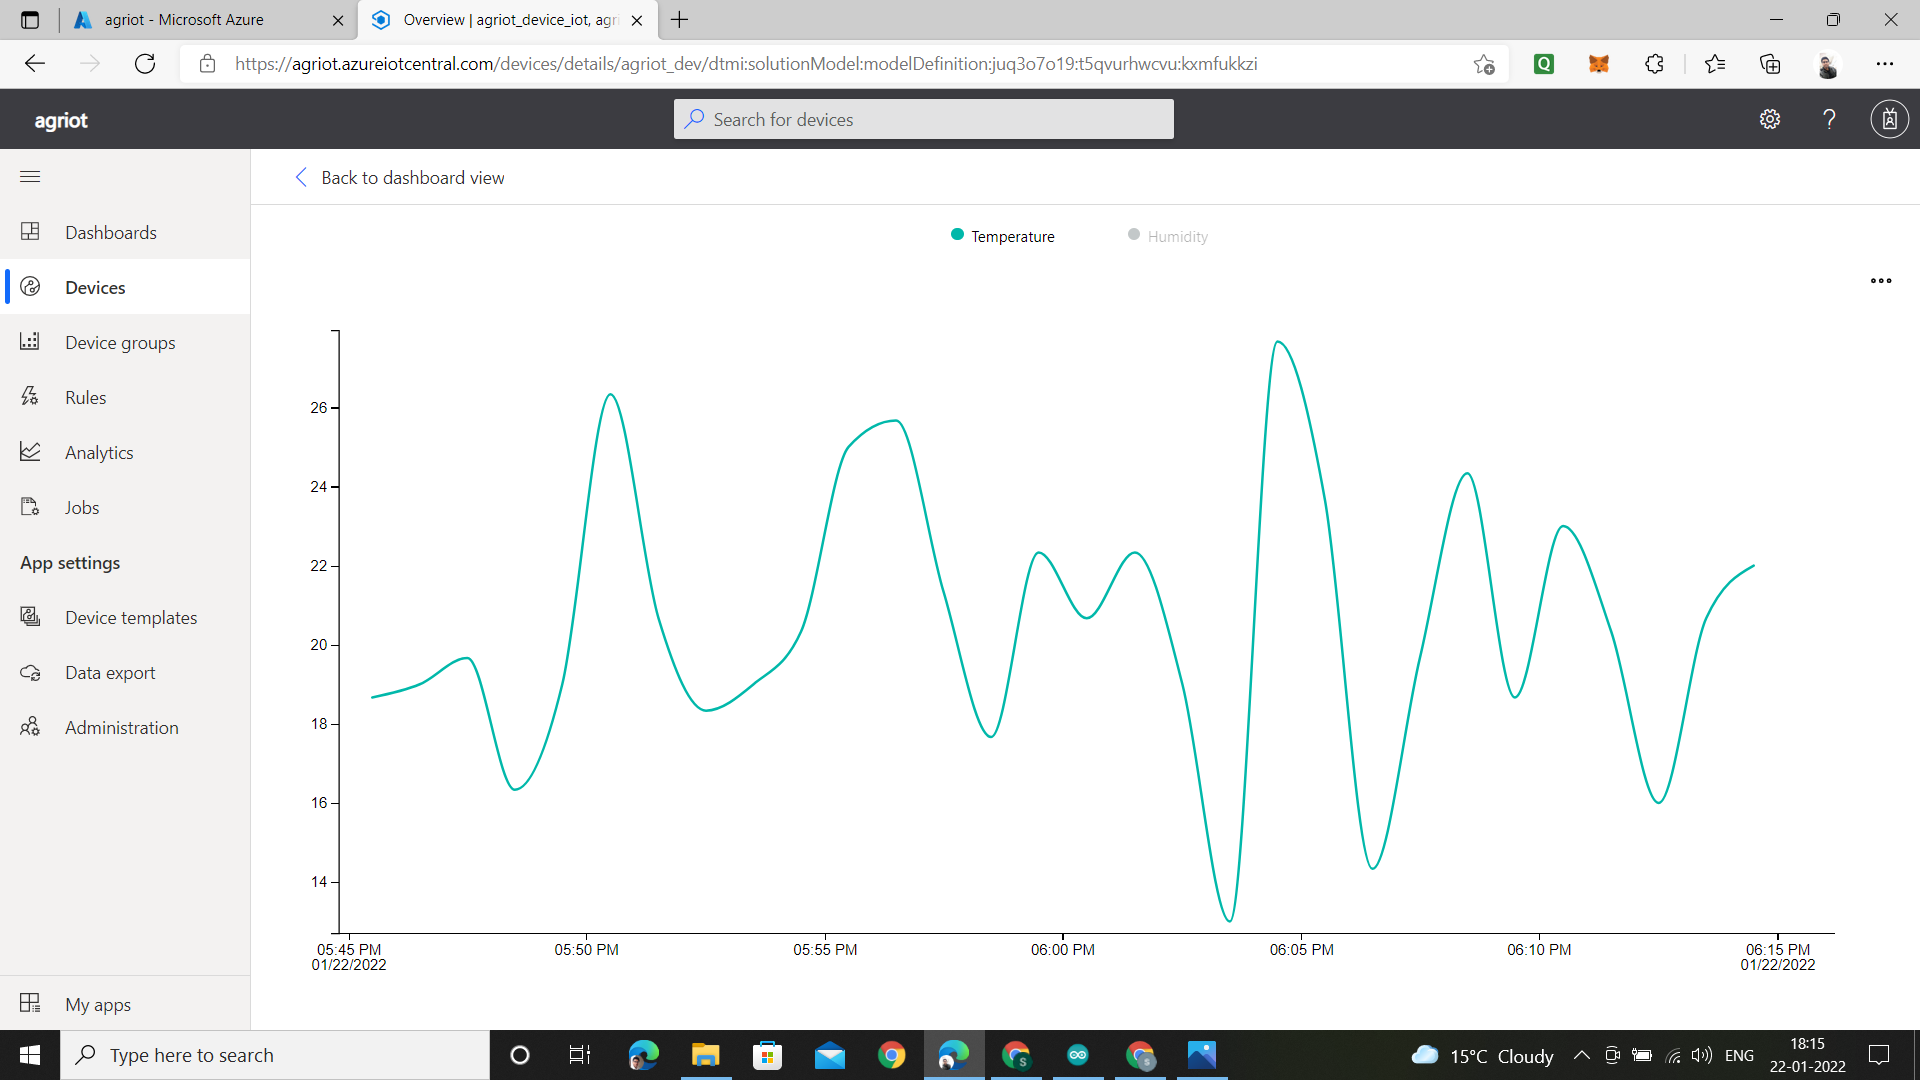 agriot - Microsoft Azure
Overview | agriot_device_iot, agri
https://agriot.azureiotcentral.com/devices/details/agriot_dev/dtmi:solutionModel:modelDefinition:juq3o7o19:t5qvurhwcvu:kxmfukkzi
agriot
Search for devices
Back to dashboard view
Dashboards
Devices
Device groups
Rules
Analytics
Jobs
App settings
Device templates
Data export
Administration
My apps
Temperature
Humidity
26
24
22
20
18
16
14
05:45 PM 05:50 PM 05:55 PM 06:00 PM 06:05 PM 06:10 PM 06:15 PM
01/22/2022 01/22/2022
Type here to search
15°C Cloudy
ENG
18:15
22-01-2022